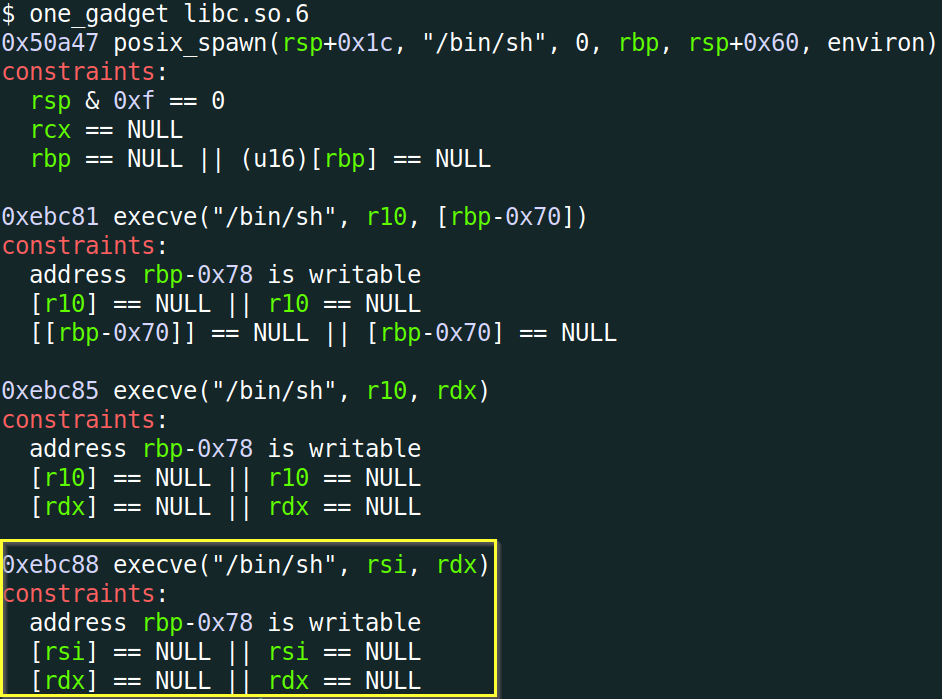 $ one_gadget libc.so.6
0x50a47 posix_spawn(rsp+0x1c, "/bin/sh", 0, rbp, rsp+0x60, environ)
constraints:
  rsp & 0xf == 0
  rcx == NULL
  rbp == NULL || (u16)[rbp] == NULL

0xebc81 execve("/bin/sh", r10, [rbp-0x70])
constraints:
  address rbp-0x78 is writable
  [r10] == NULL || r10 == NULL
  [[rbp-0x70]] == NULL || [rbp-0x70] == NULL

0xebc85 execve("/bin/sh", r10, rdx)
constraints:
  address rbp-0x78 is writable
  [r10] == NULL || r10 == NULL
  [rdx] == NULL || rdx == NULL

0xebc88 execve("/bin/sh", rsi, rdx)
constraints:
  address rbp-0x78 is writable
  [rsi] == NULL || rsi == NULL
  [rdx] == NULL || rdx == NULL